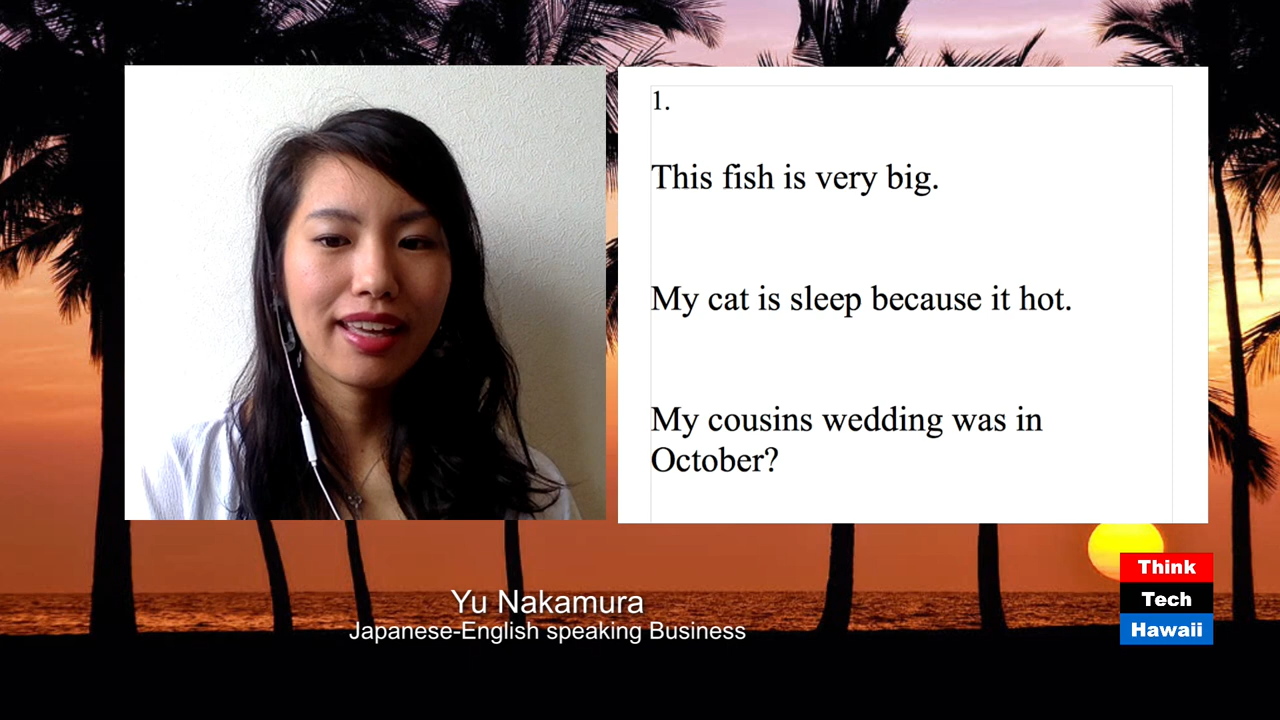 1.
This fish is very big.
My cat is sleep because it hot.
My cousins wedding was in
October?
Yu Nakamura
Japanese-English speaking Business
Think
Tech
Hawaii